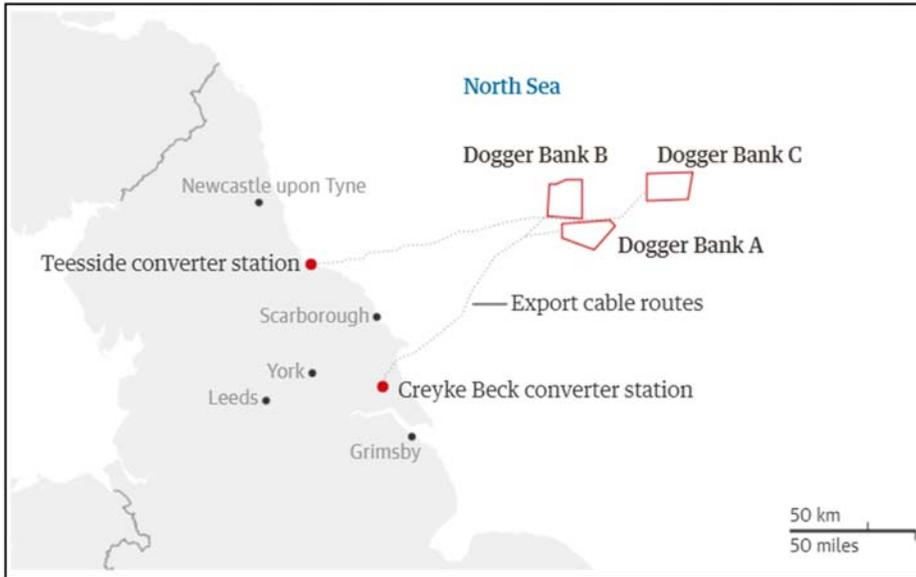 North Sea
Dogger Bank B
Dogger Bank C
Newcastle upon Tyne
Dogger Bank A
Teesside converter station
Export cable routes
Scarborough
York
Creyke Beck converter station
Leeds
Grimsby
50 km
50 miles